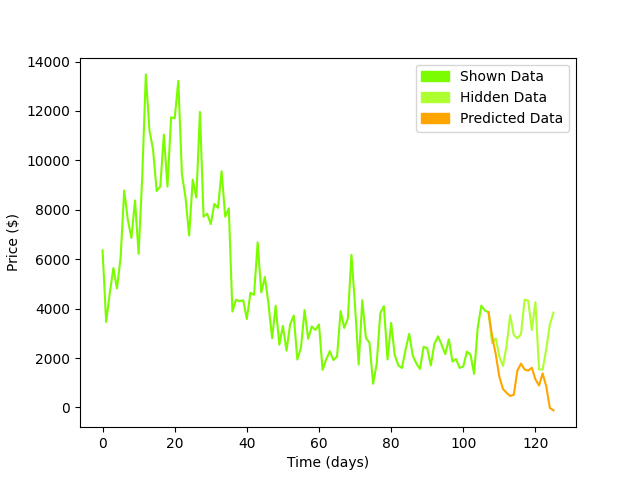 14000
12000
10000
8000
6000
4000
2000
0
Price ($)
0 20 40 60 80 100 120
Time (days)
Shown Data
Hidden Data
Predicted Data